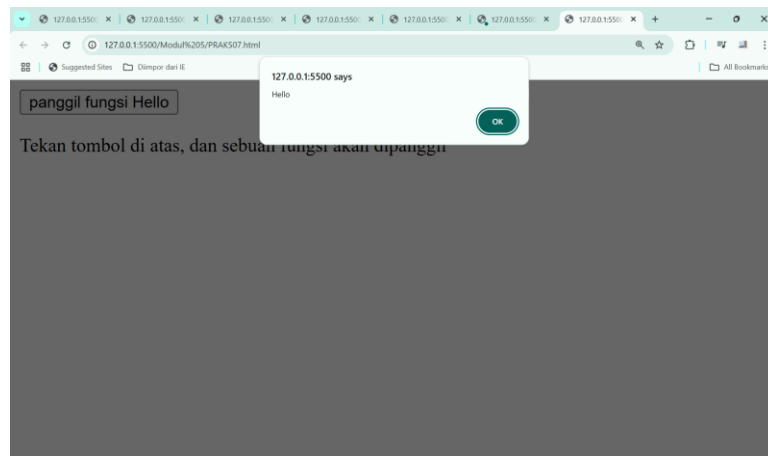 127.0.0.1:5500 127.0.0.1:5500 127.0.0.1:5500 127.0.0.1:5500 127.0.0.1:5500 127.0.0.1:5500 127.0.0.1:5500
127.0.0.1:5500/Modul%205/PRAK507.html
Suggested Sites Diimpor dari IE All Bookmarks
127.0.0.1:5500 says
Hello
OK
panggil fungsi Hello
Tekan tombol di atas, dan sebuah fungsi akan dipanggil